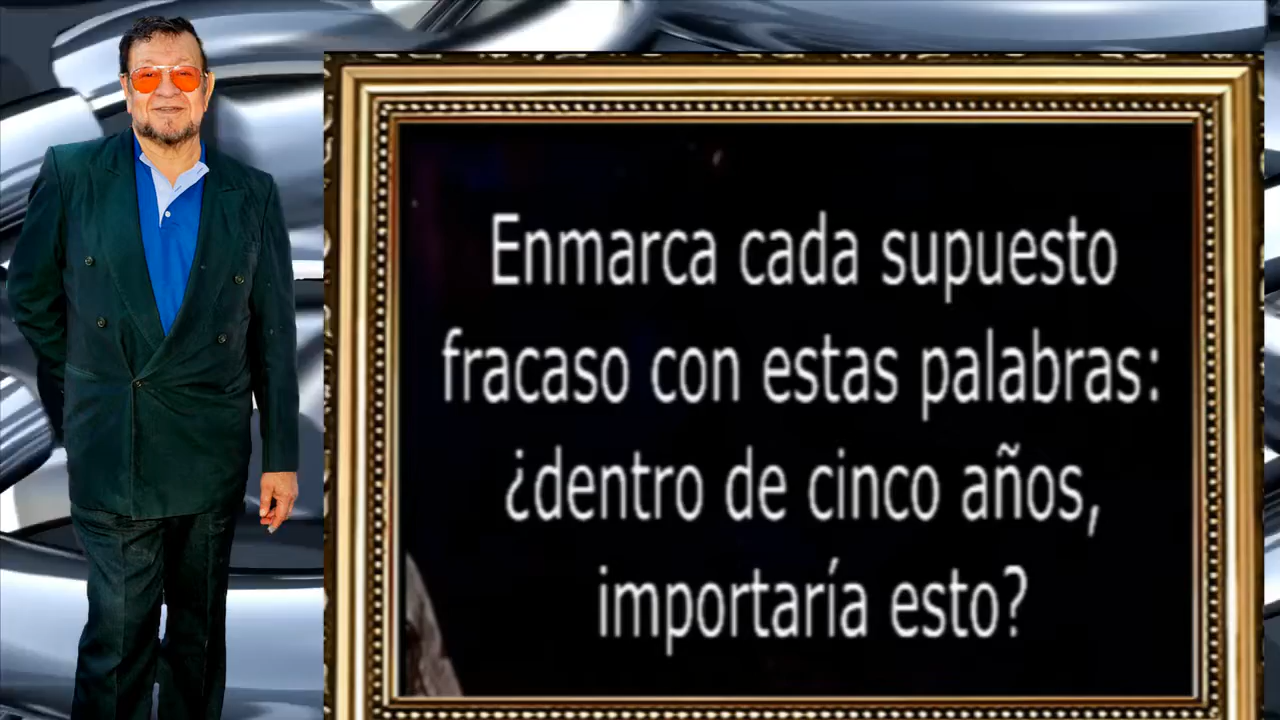 Enmarca cada supuesto
fracaso con estas palabras:
¿dentro de cinco años,
importaría esto?